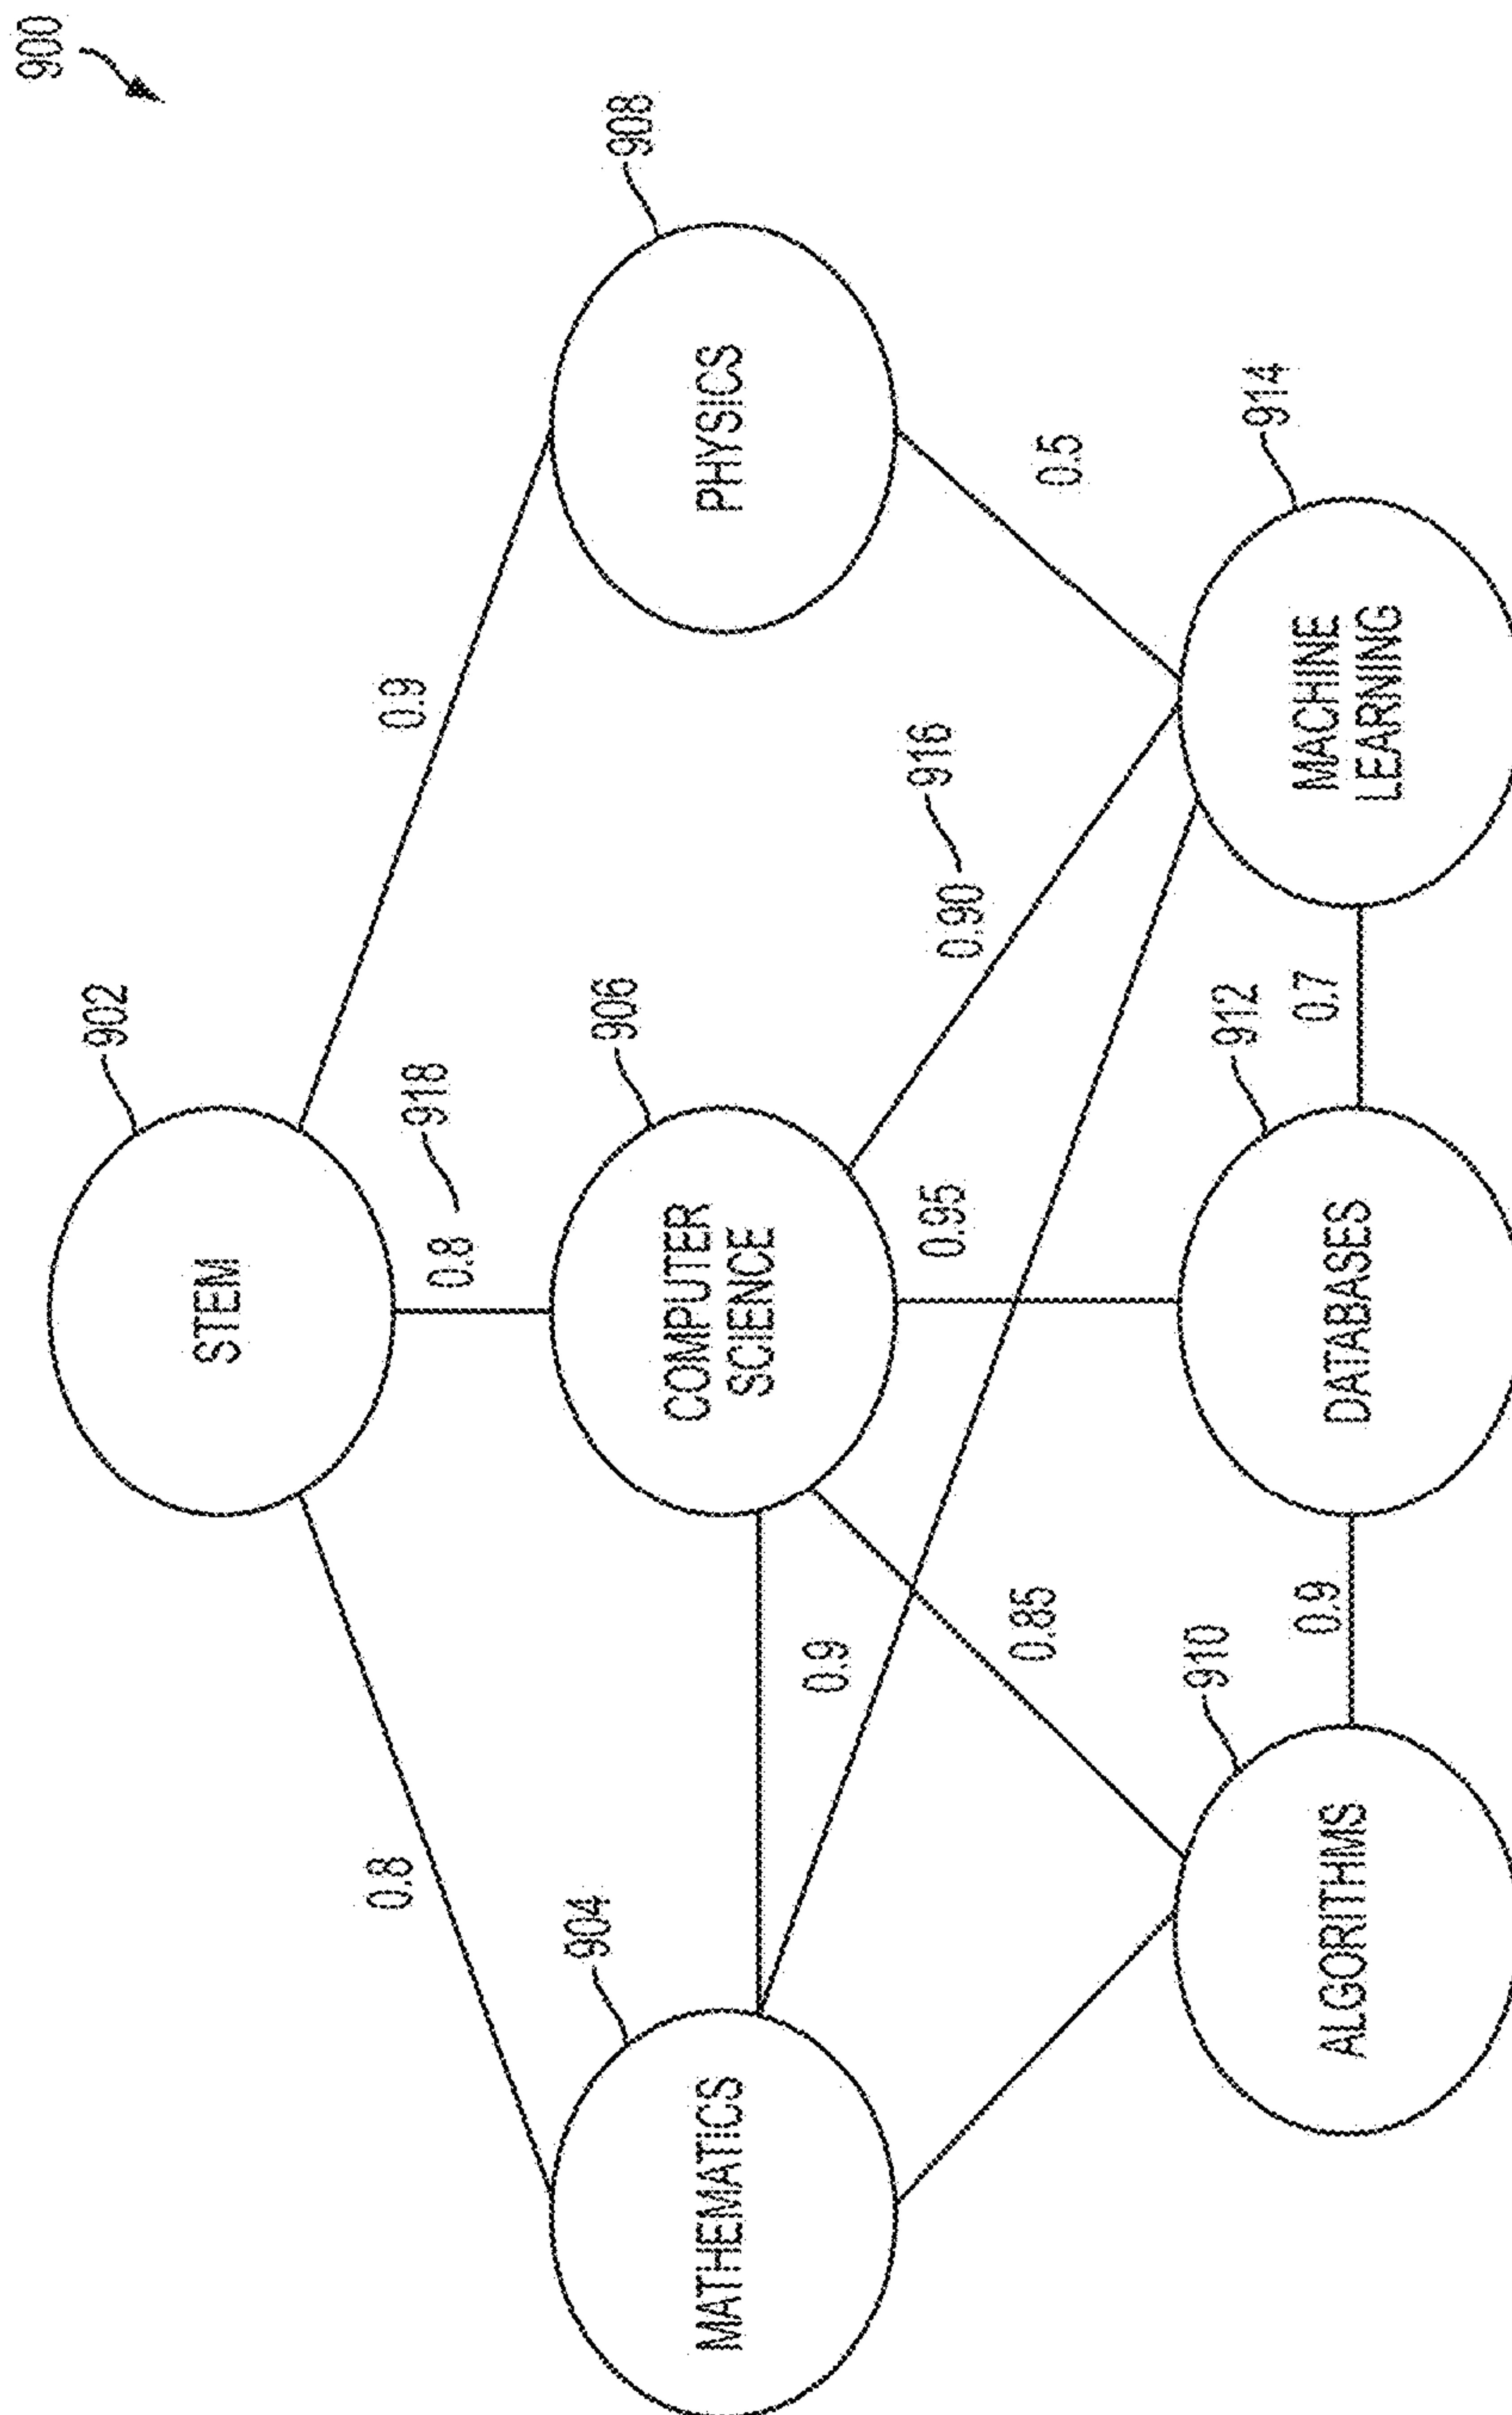 900
902
STEM
0.8
0.8
918
0.9
904
906
908
MATHEMATICS
COMPUTER
SCIENCE
PHYSICS
0.9
0.85
0.95
0.90
916
0.5
910
912
914
ALGORITHMS
0.9
DATABASES
0.7
MACHINE
LEARNING